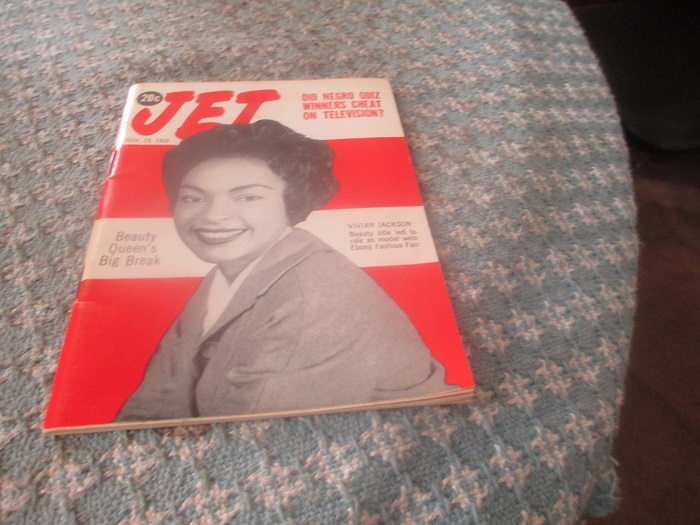 20c
JET
DID NEGRO QUIZ
WINNERS CHEAT
ON TELEVISION?
Beauty
Queen's
Big Break
VIVIAN JACKSON:
Beauty title led to
role as model with
Ebony Fashion Fair